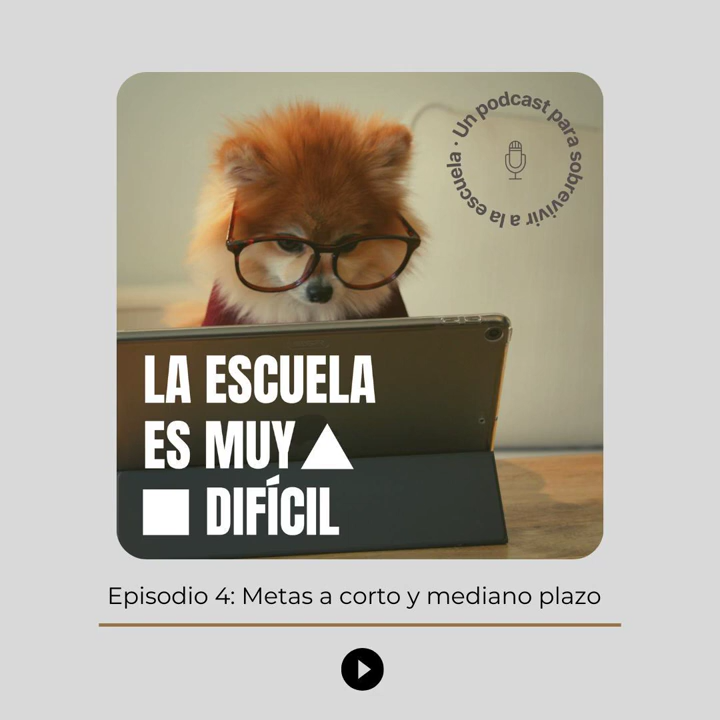 Un podcast para sobrevivir a la escuela ·
LA ESCUELA
ES MUY
DIFÍCIL
Episodio 4: Metas a corto y mediano plazo